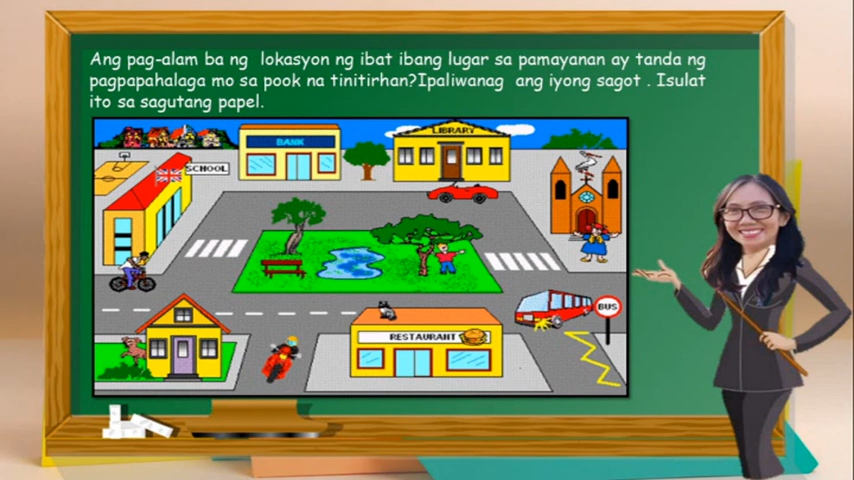 Ang pag-alam ba ng lokasyon ng ibat ibang lugar sa pamayanan ay tanda ng
pagpapahalaga mo sa pook na tinitirhan?Ipaliwanag ang iyong sagot . Isulat
ito sa sagutang papel.
LIBRARY
BANK
SCHOOL
BUS
RESTAURANT